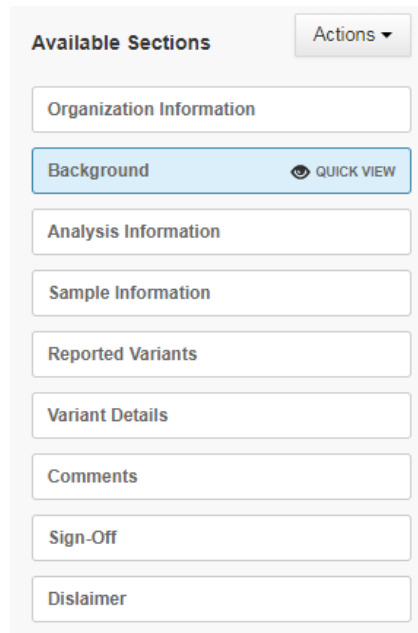 Available Sections
Actions
Organization Information
Background
QUICK VIEW
Analysis Information
Sample Information
Reported Variants
Variant Details
Comments
Sign-Off
Dislaimer